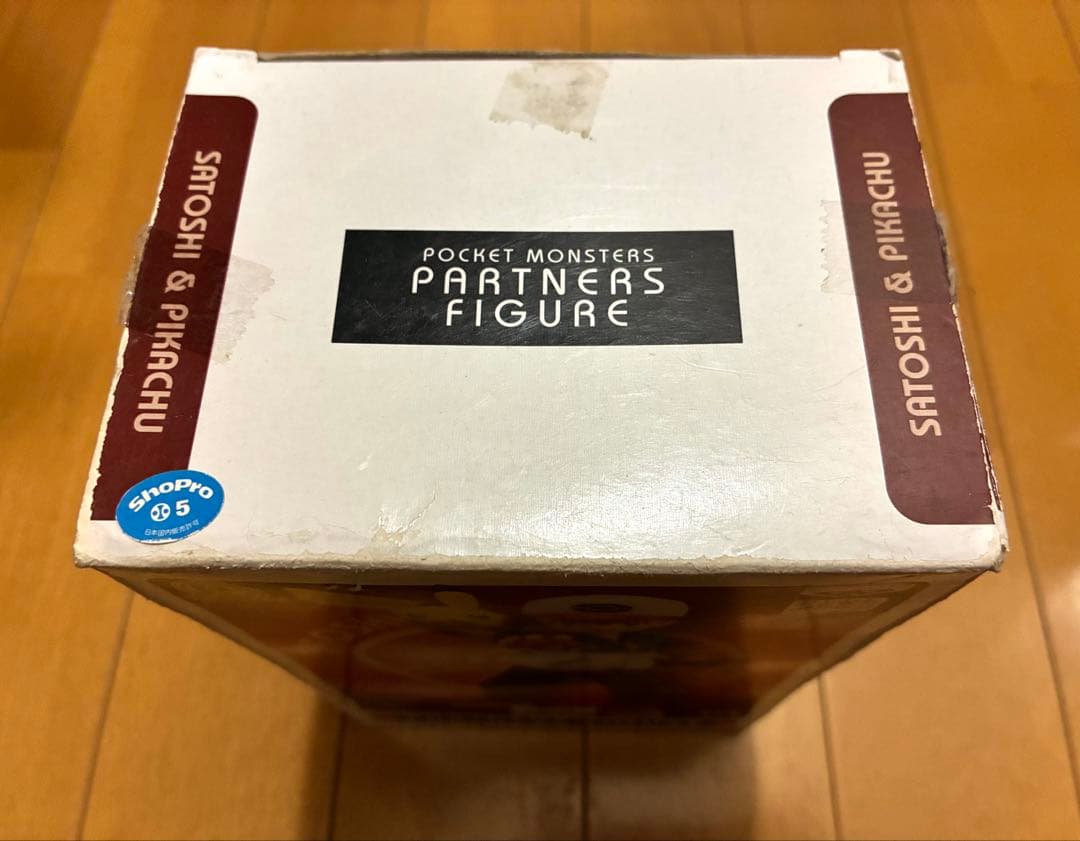 POCKET MONSTERS
PARTNERS
FIGURE
SATOSHI & PIKACHU
SATOSHI & PIKACHU
ShoPro
5
日本国内販売許可